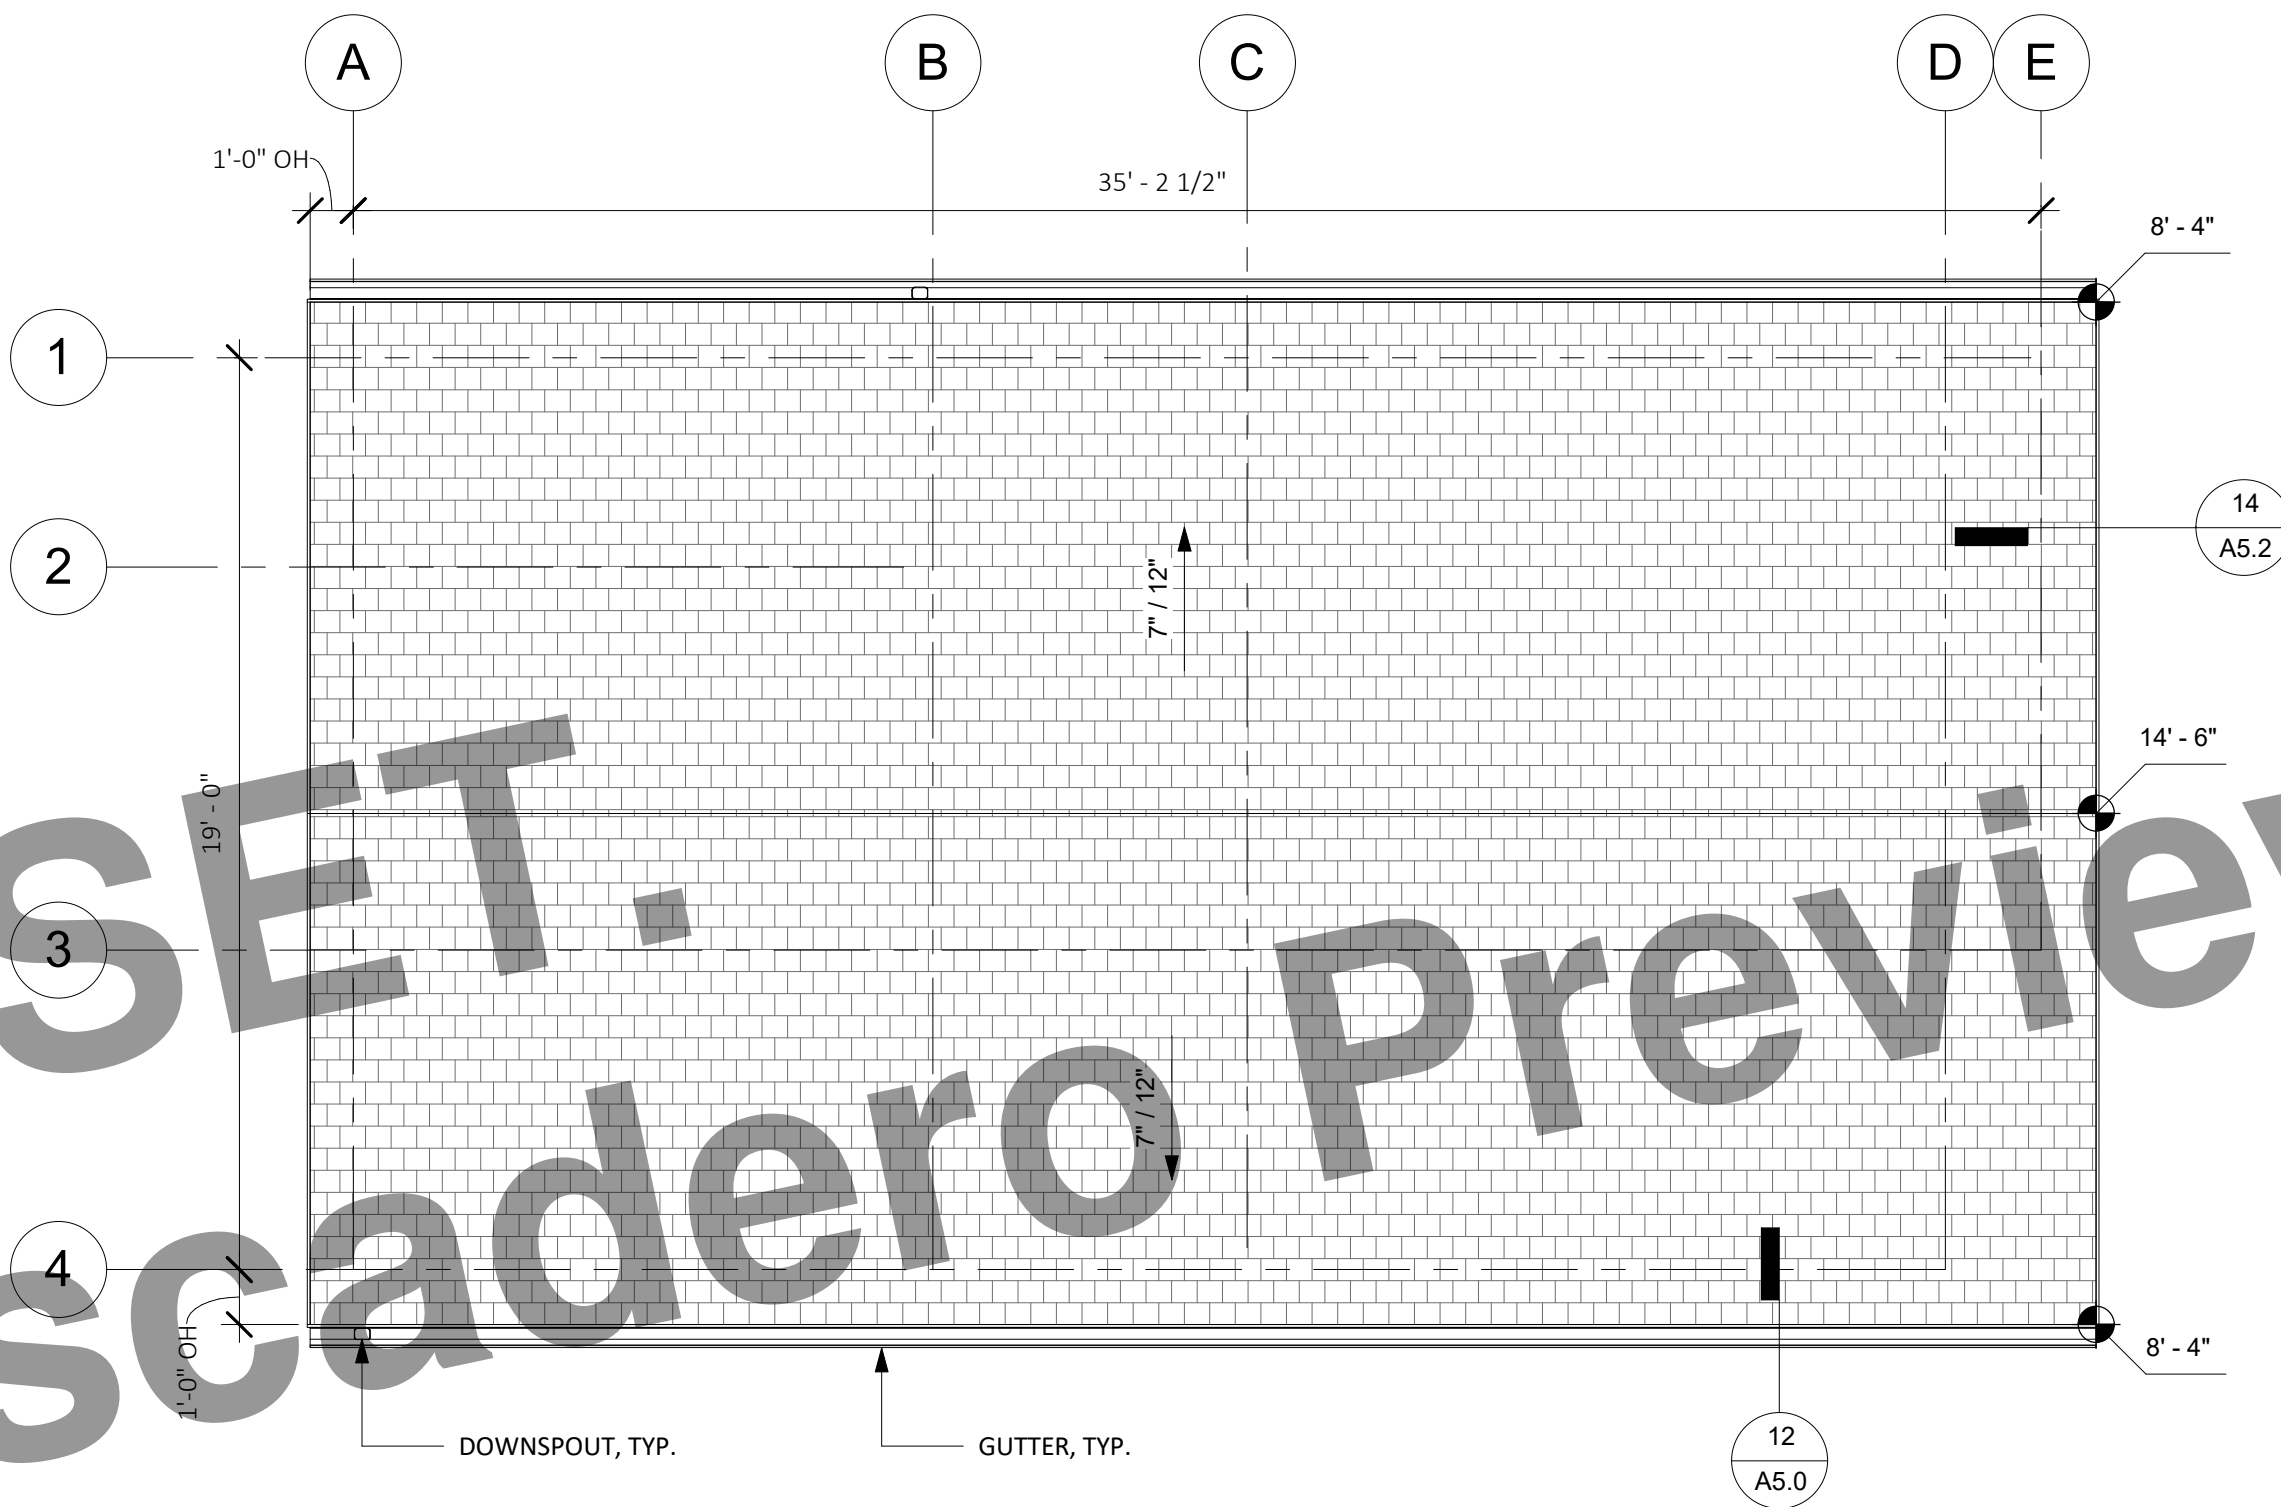 A
B
C
D
E
1'-0" OH
35' - 2 1/2"
8' - 4"
1
14
A5.2
2
7" / 12"
14' - 6"
19' - 0"
SET.
3
scadero Previe
7" / 12"
4
1'-0" OH
8' - 4"
DOWNSPOUT, TYP.
GUTTER, TYP.
12
A5.0